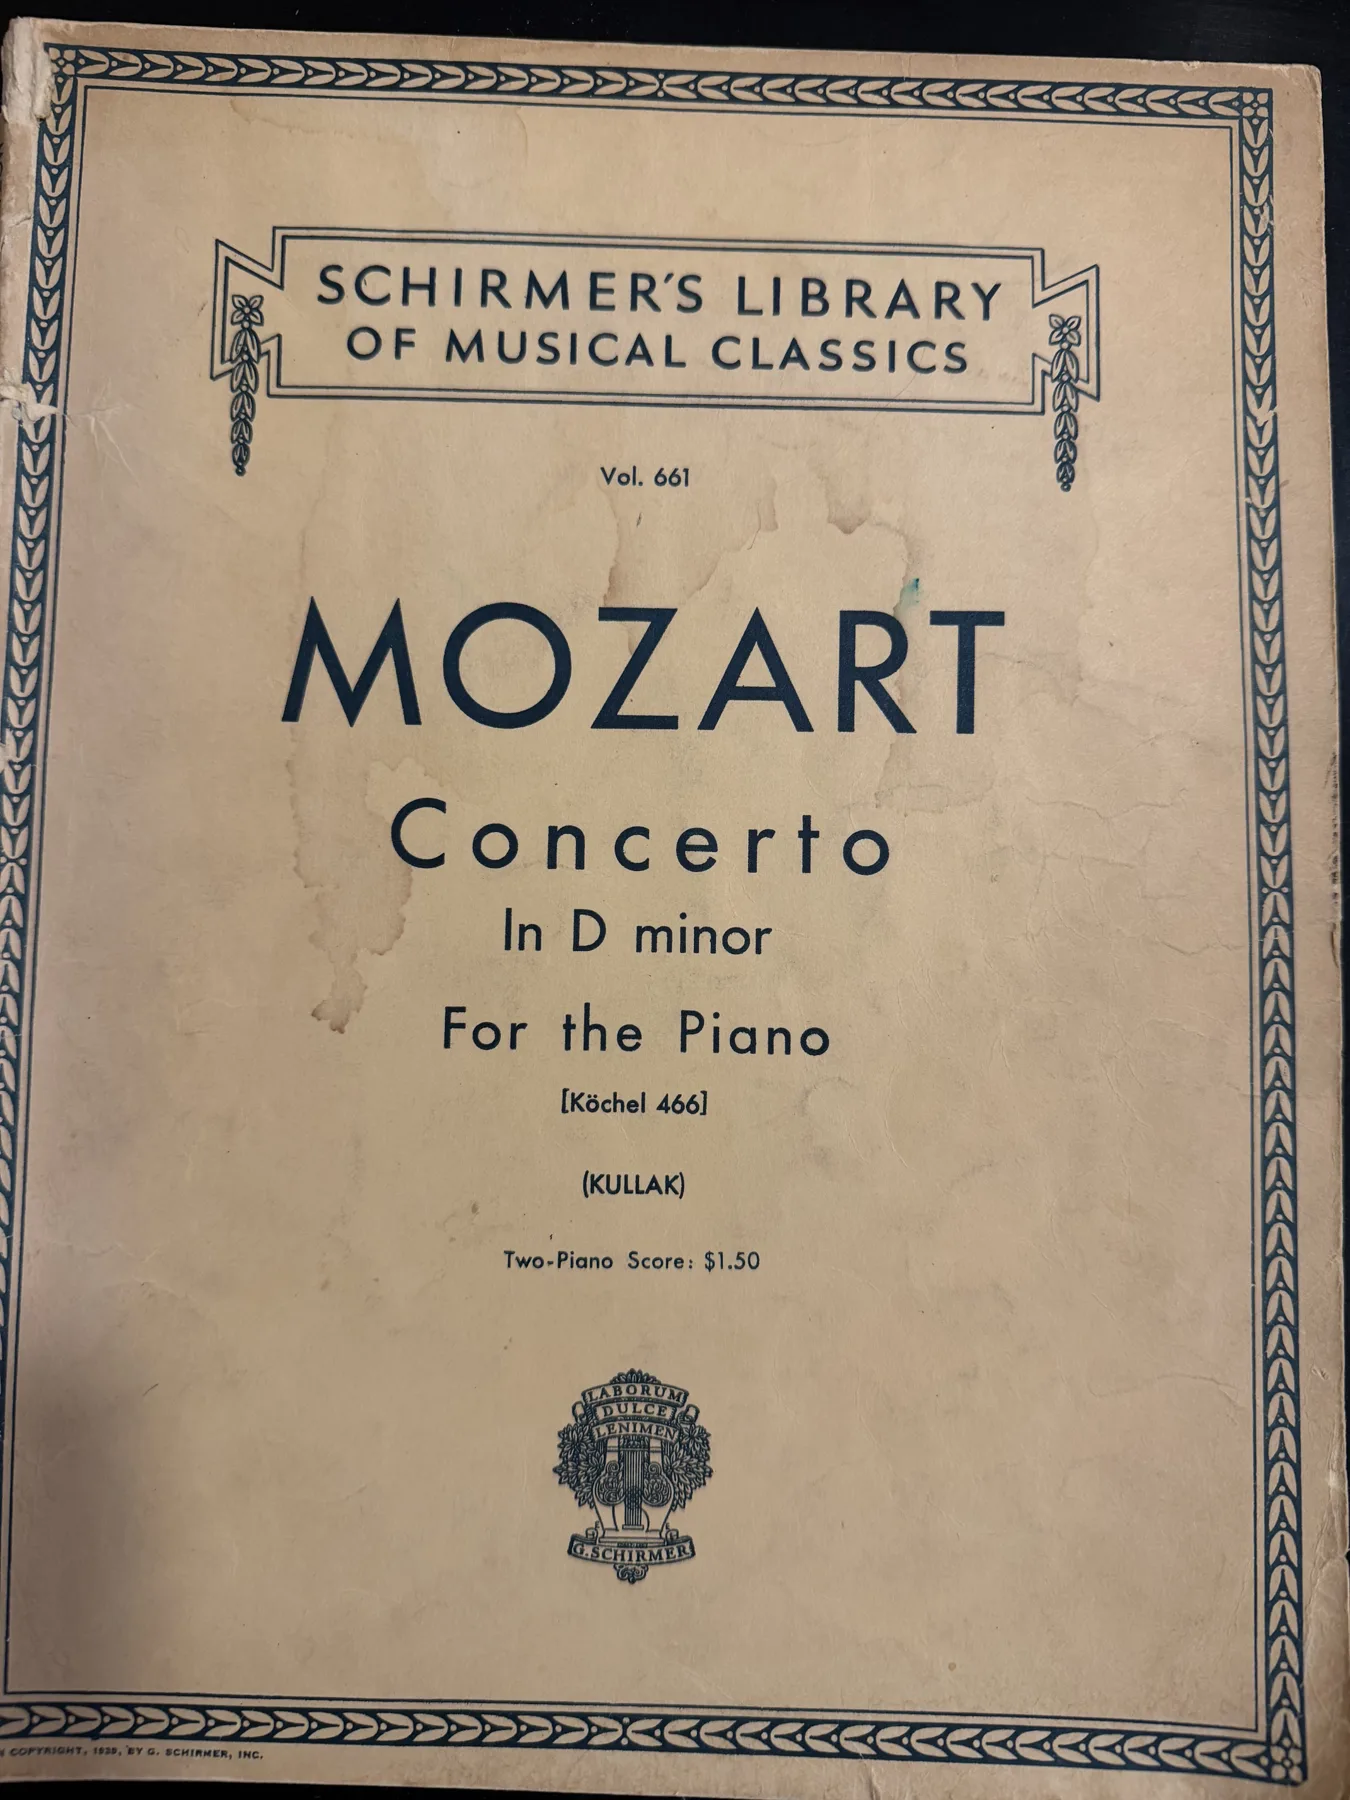 SCHIRMER'S LIBRARY
OF MUSICAL CLASSICS
Vol. 661
MOZART
Concerto
In D minor
For the Piano
[Köchel 466]
(KULLAK)
Two-Piano Score: $1.50
LABORUM
DULCE
LENIMEN
G. SCHIRMER
COPYRIGHT, 1939, BY G. SCHIRMER, INC.